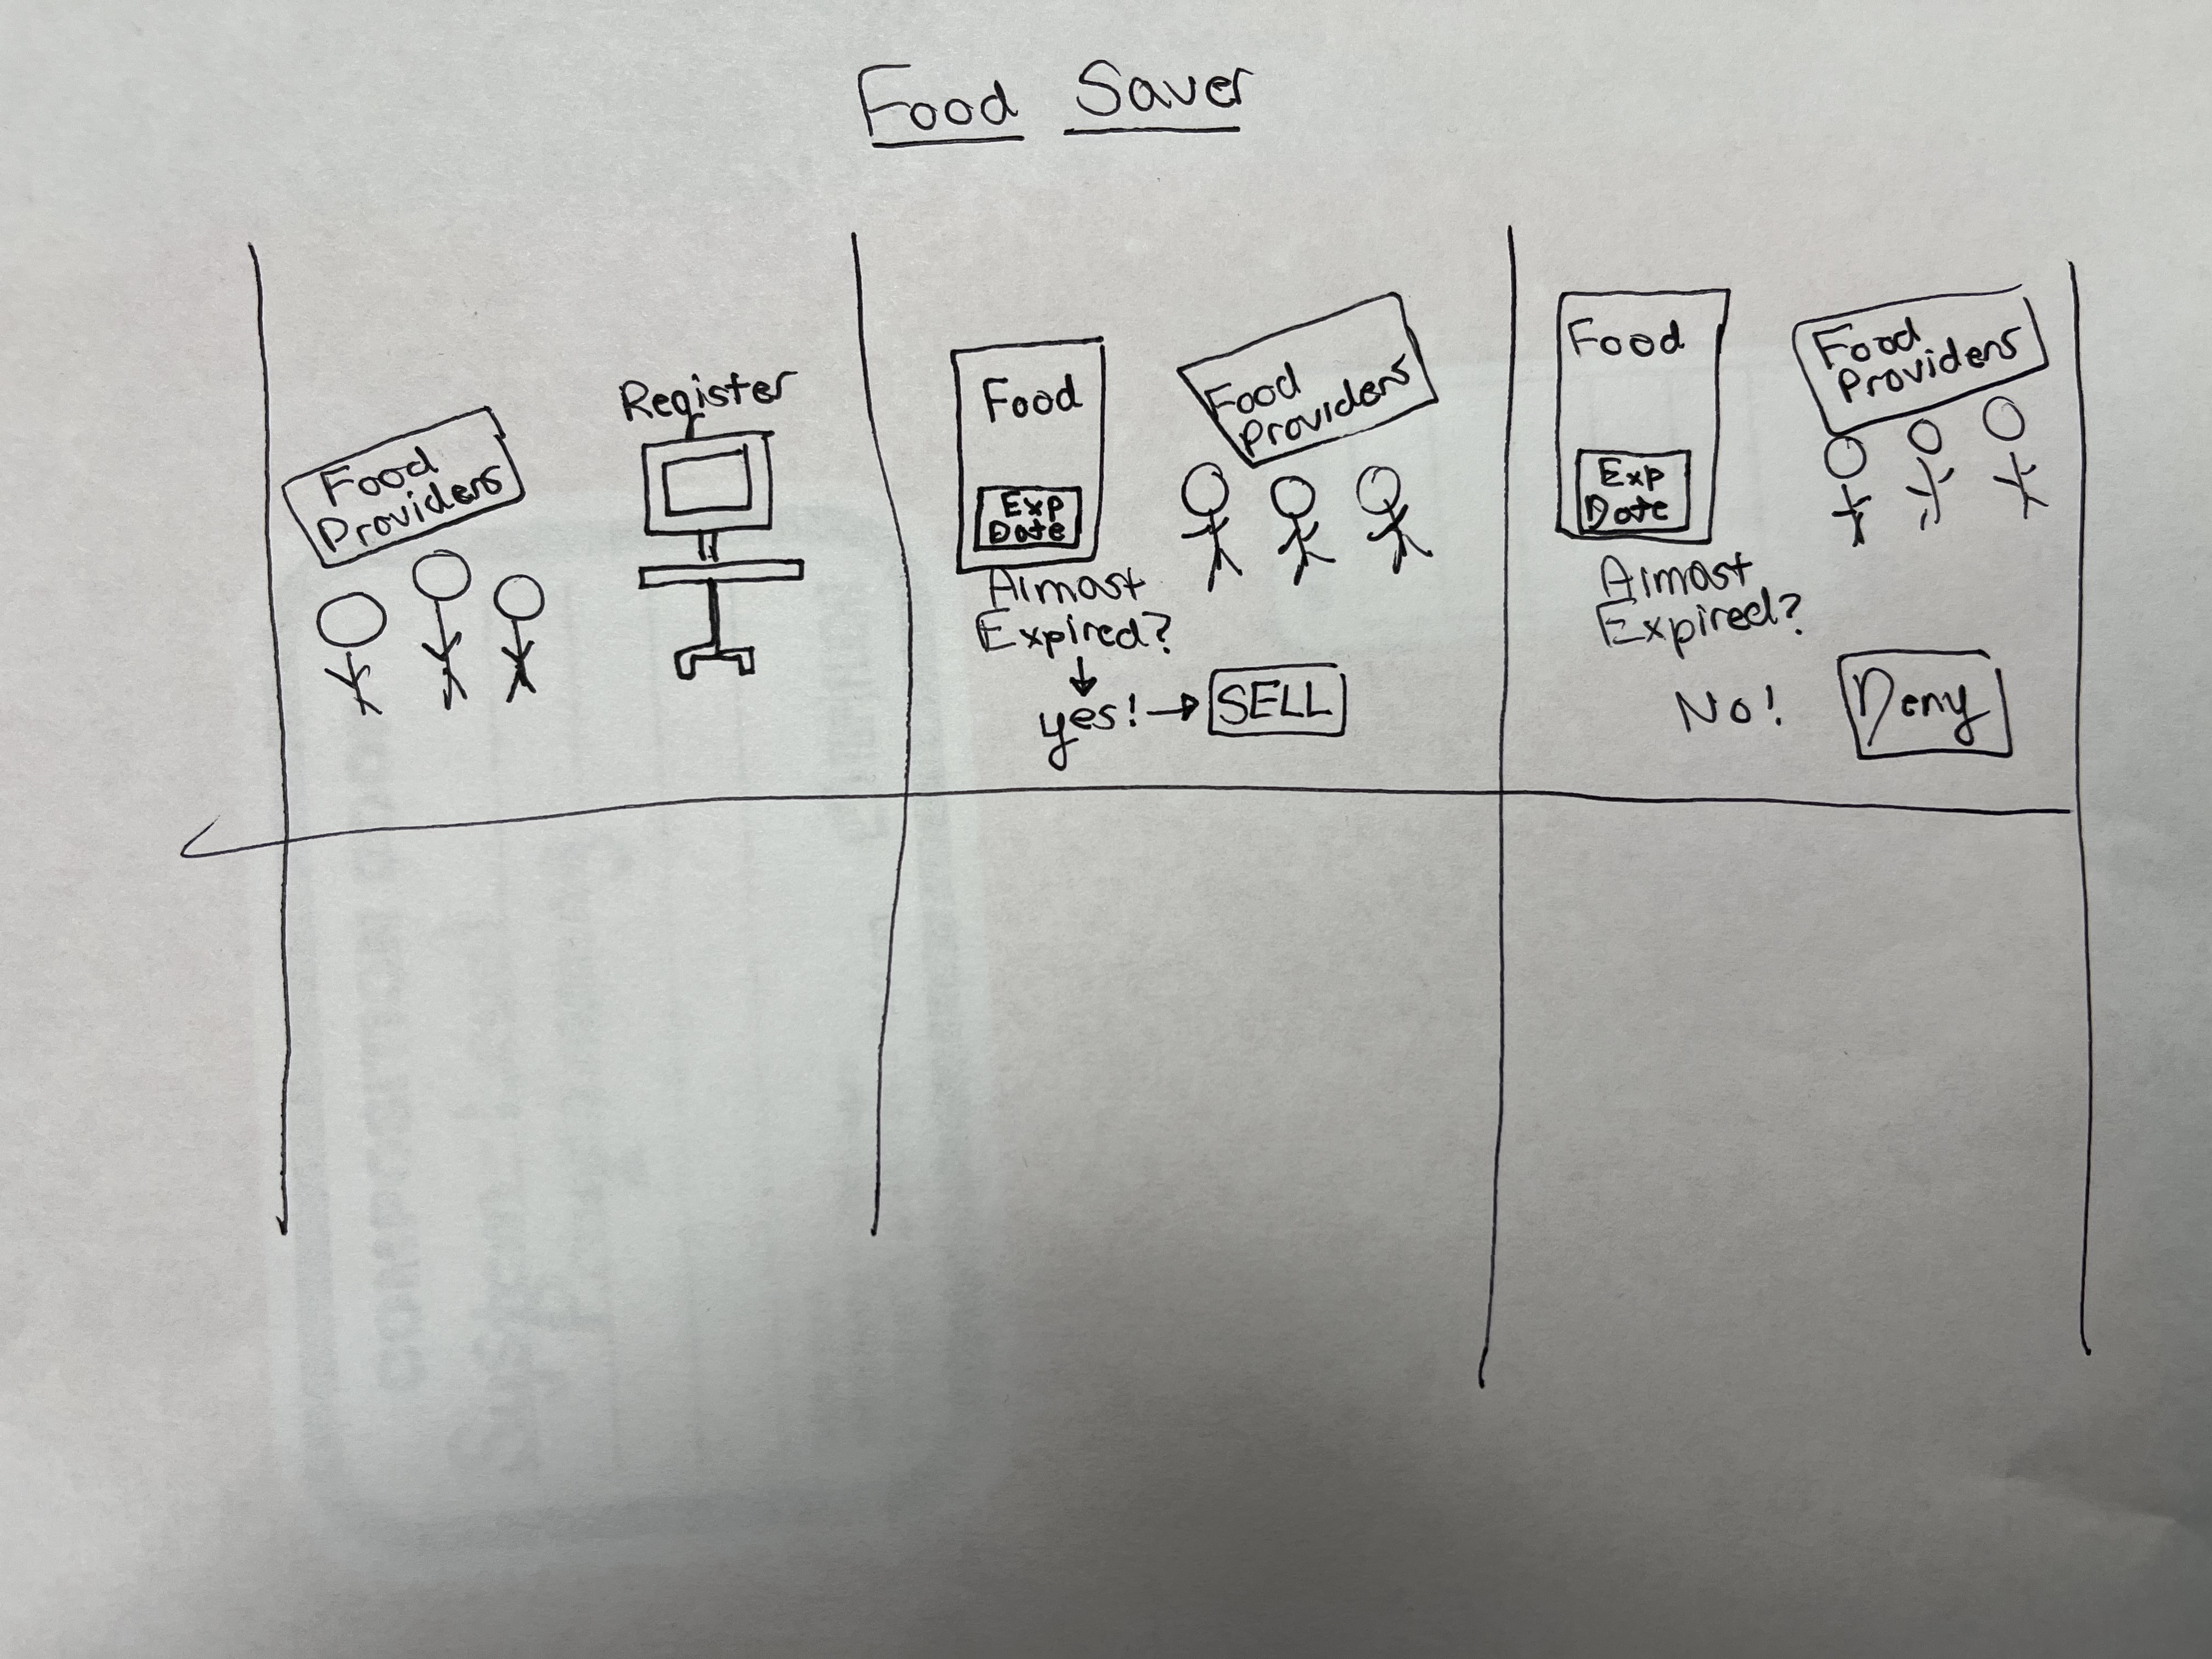 Food Saver
Food
Providers
Register
Food
Exp
Date
Almost
Expired?
yes!
SELL
Food
providers
Food
Exp
Date
Almost
Expired?
No!
Deny
Food
providers